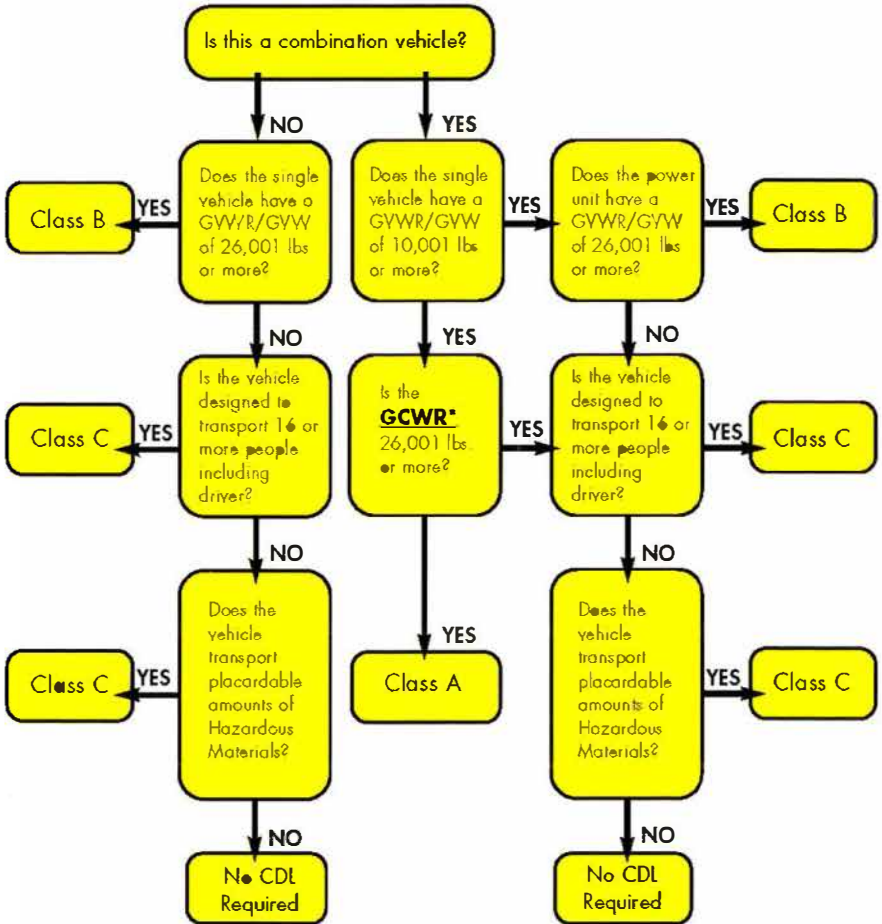 Is this a combination vehicle?
NO
YES
Does the single
vehicle have a
GVW/R/GVW
of 26,001 lbs
or more?
YES
Class B
Does the single
vehicle have a
GVWR/GVW
of 10,001 lbs
or more?
YES
Does the power
unit have a
GVWR/GVW
of 26,001 lbs
or more?
YES
Class B
NO
YES
NO
Is the vehicle
designed to
transport 16 or
more people
including
driver?
YES
Class C
Is the
GCWR*
26,001 lbs
or more?
YES
Is the vehicle
designed to
transport 16 or
more people
including
driver?
YES
Class C
NO
YES
NO
Does the
vehicle
transport
placardable
amounts of
Hazardous
Materials?
YES
Class C
Class A
Does the
vehicle
transport
placardable
amounts of
Hazardous
Materials?
YES
Class C
NO
NO
No CDL
Required
No CDL
Required